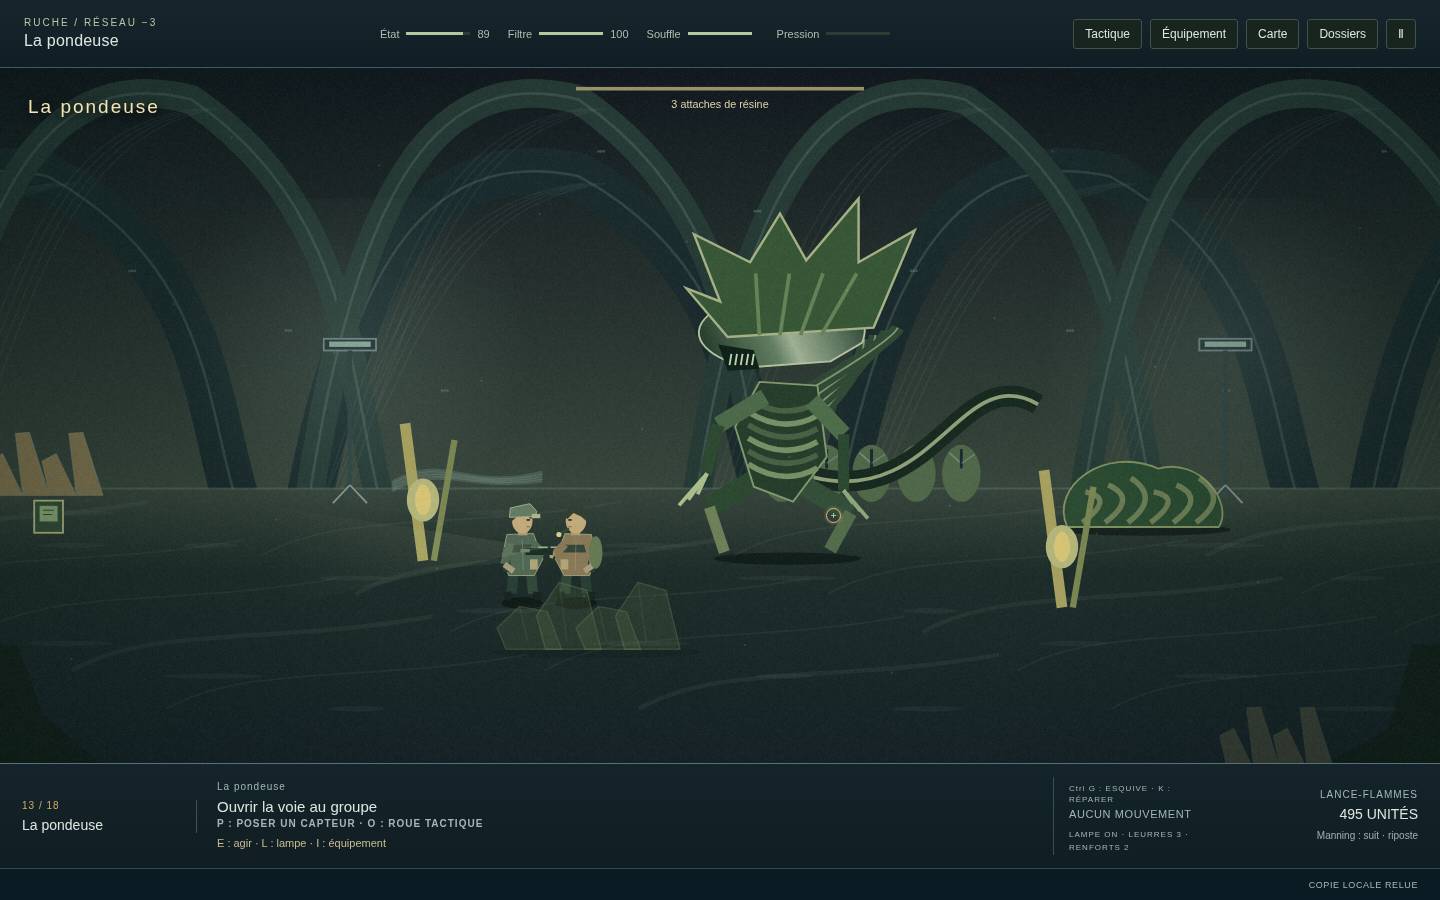 RUCHE / RÉSEAU −3
La pondeuse
État 89 Filtre 100 Souffle Pression
Tactique Équipement Carte Dossiers Ⅱ
La pondeuse
3 attaches de résine
13 / 18
La pondeuse
La pondeuse
Ouvrir la voie au groupe
P : POSER UN CAPTEUR · O : ROUE TACTIQUE
E : agir · L : lampe · I : équipement
Ctrl G : ESQUIVE · K :
RÉPARER
AUCUN MOUVEMENT
LAMPE ON · LEURRES 3 ·
RENFORTS 2
LANCE-FLAMMES
495 UNITÉS
Manning : suit · riposte
COPIE LOCALE RELUE